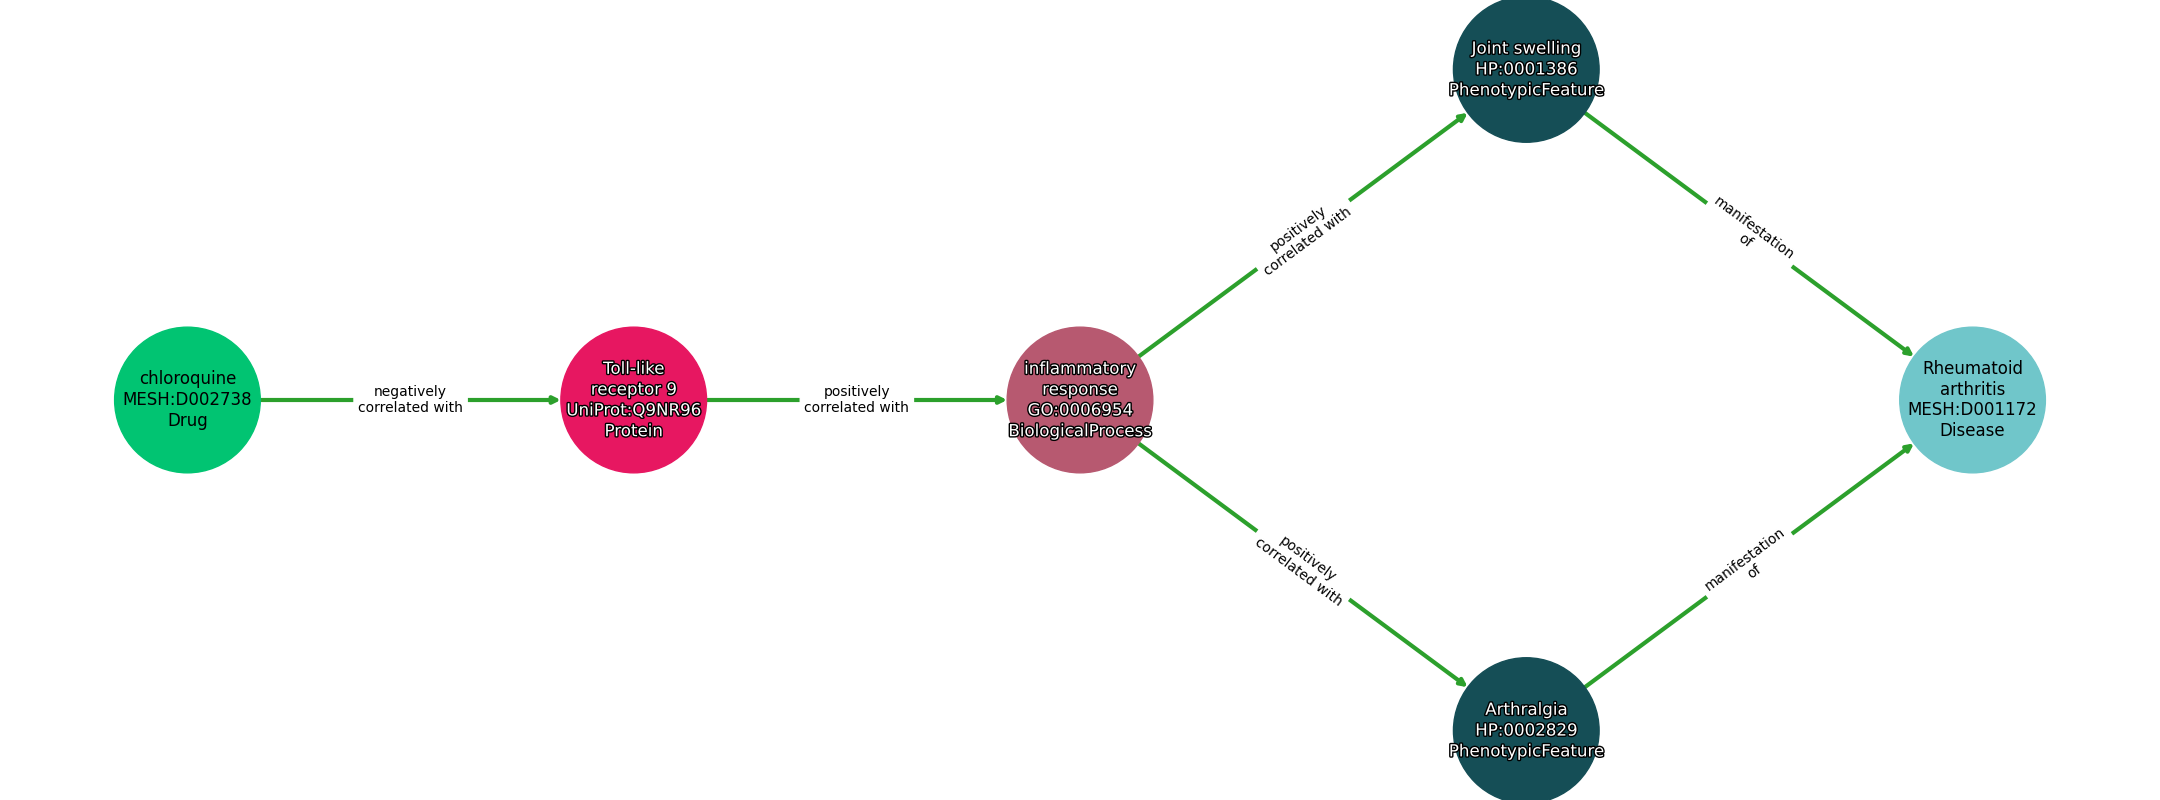 Joint swelling
HP:0001386
PhenotypicFeature
positively
correlated with
manifestation
of
chloroquine
MESH:D002738
Drug
negatively
correlated with
Toll-like
receptor 9
UniProt:Q9NR96
Protein
positively
correlated with
inflammatory
response
GO:0006954
BiologicalProcess
Rheumatoid
arthritis
MESH:D001172
Disease
positively
correlated with
manifestation
of
Arthralgia
HP:0002829
PhenotypicFeature